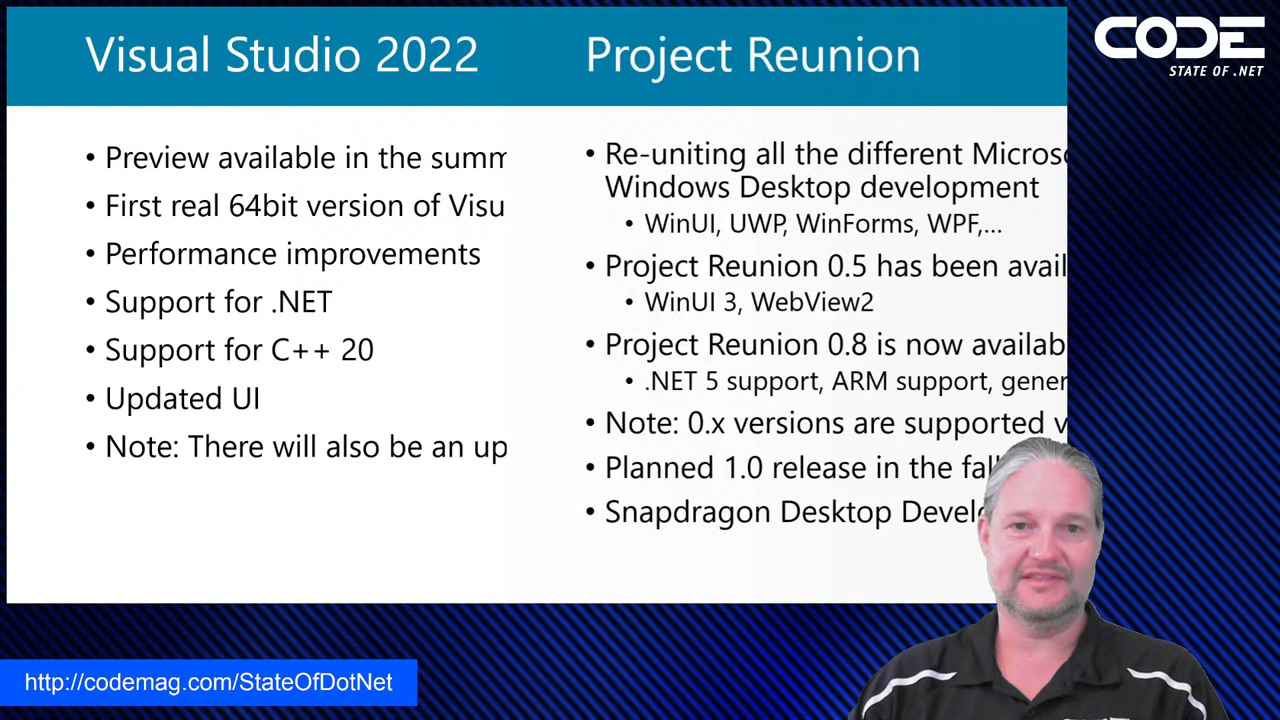 Visual Studio 2022
• Preview available in the summ
• First real 64bit version of Visu
• Performance improvements
• Support for .NET
• Support for C++ 20
• Updated UI
• Note: There will also be an up
Project Reunion
• Re-uniting all the different Microso
Windows Desktop development
• WinUI, UWP, WinForms, WPF,...
• Project Reunion 0.5 has been avail
• WinUI 3, WebView2
• Project Reunion 0.8 is now availab
• .NET 5 support, ARM support, gener
• Note: 0.x versions are supported v
• Planned 1.0 release in the fall
• Snapdragon Desktop Develo
CODE
STATE OF .NET
http://codemag.com/StateOfDotNet